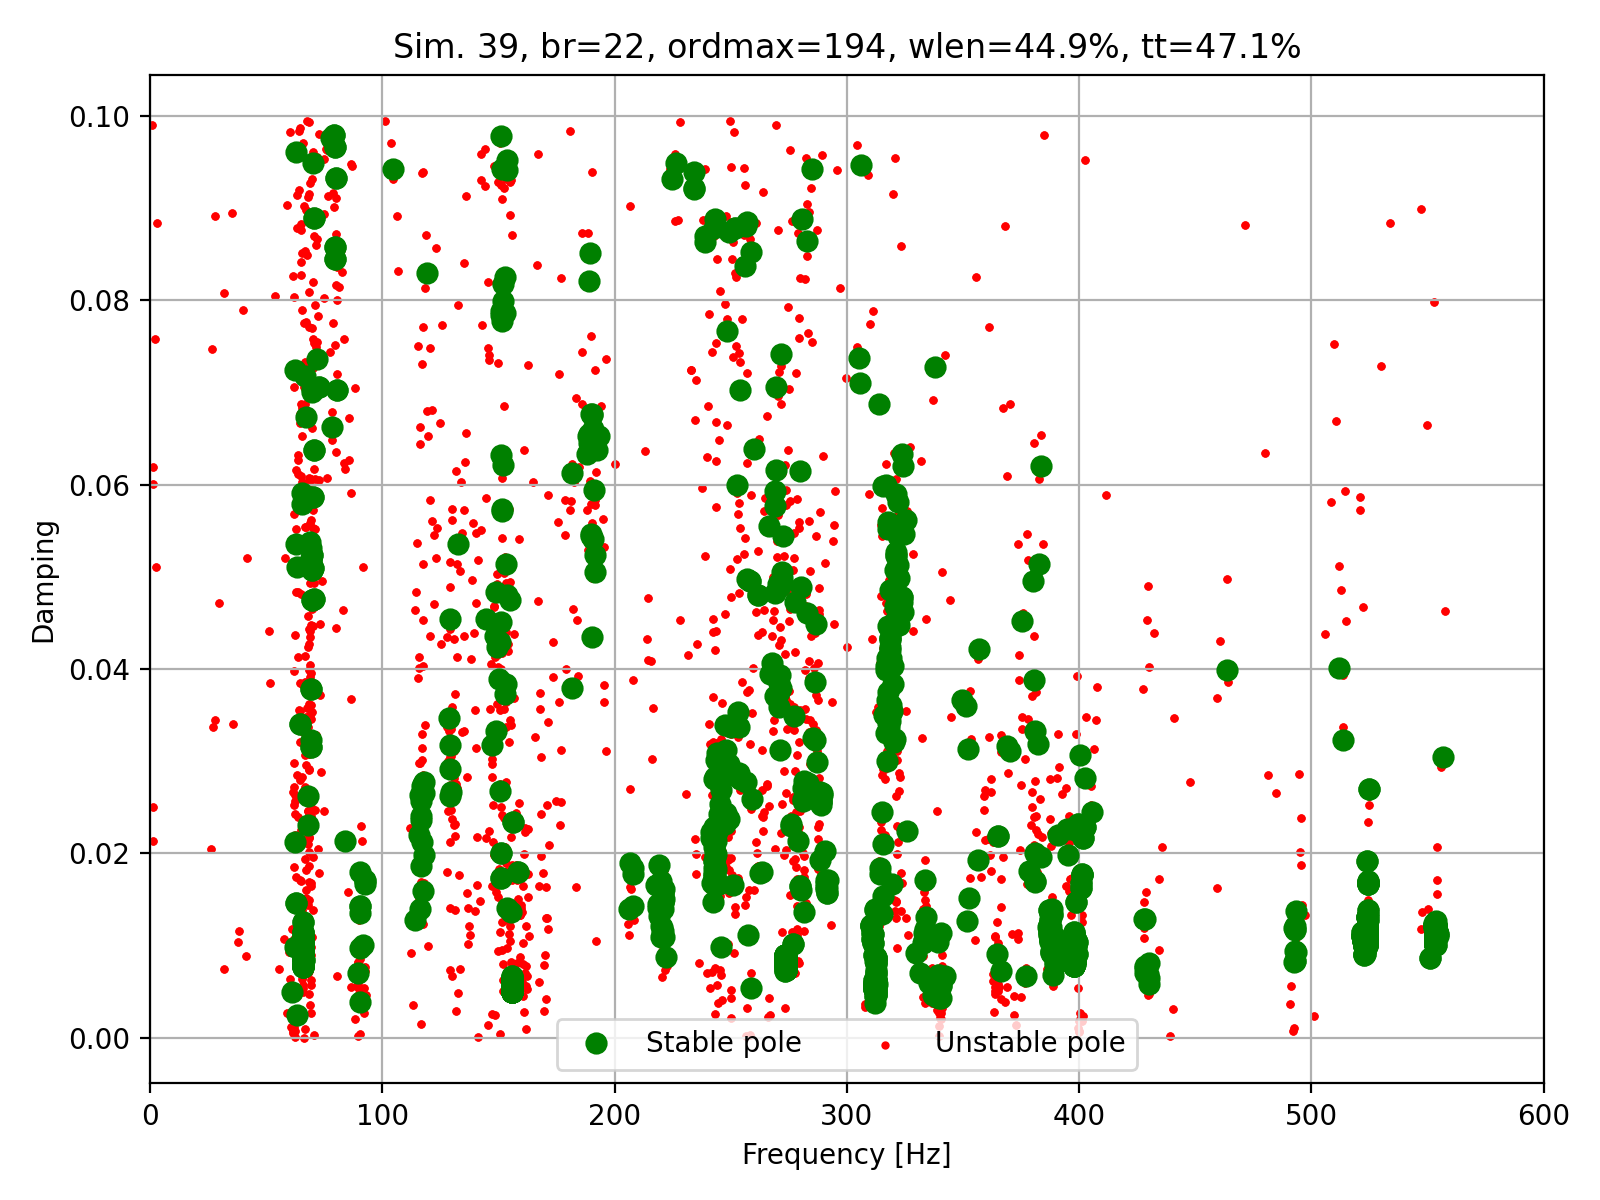 Sim. 39, br=22, ordmax=194, wlen=44.9%, tt=47.1%
0.10
0.08
0.06
0.04
0.02
0.00
Damping
Stable pole
Unstable pole
0
100
200
300
400
500
600
Frequency [Hz]